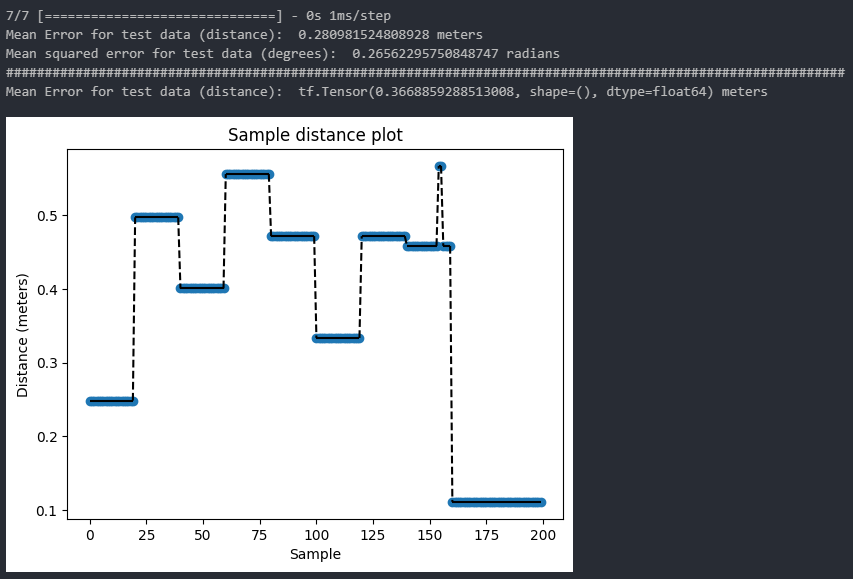 7/7 [==============================] - 0s 1ms/step
Mean Error for test data (distance):  0.280981524808928 meters
Mean squared error for test data (degrees):  0.26562295750848747 radians
##############################################################################################################
Mean Error for test data (distance):  tf.Tensor(0.3668859288513008, shape=(), dtype=float64) meters
Sample distance plot
Distance (meters)
0.5
0.4
0.3
0.2
0.1
0 25 50 75 100 125 150 175 200
Sample